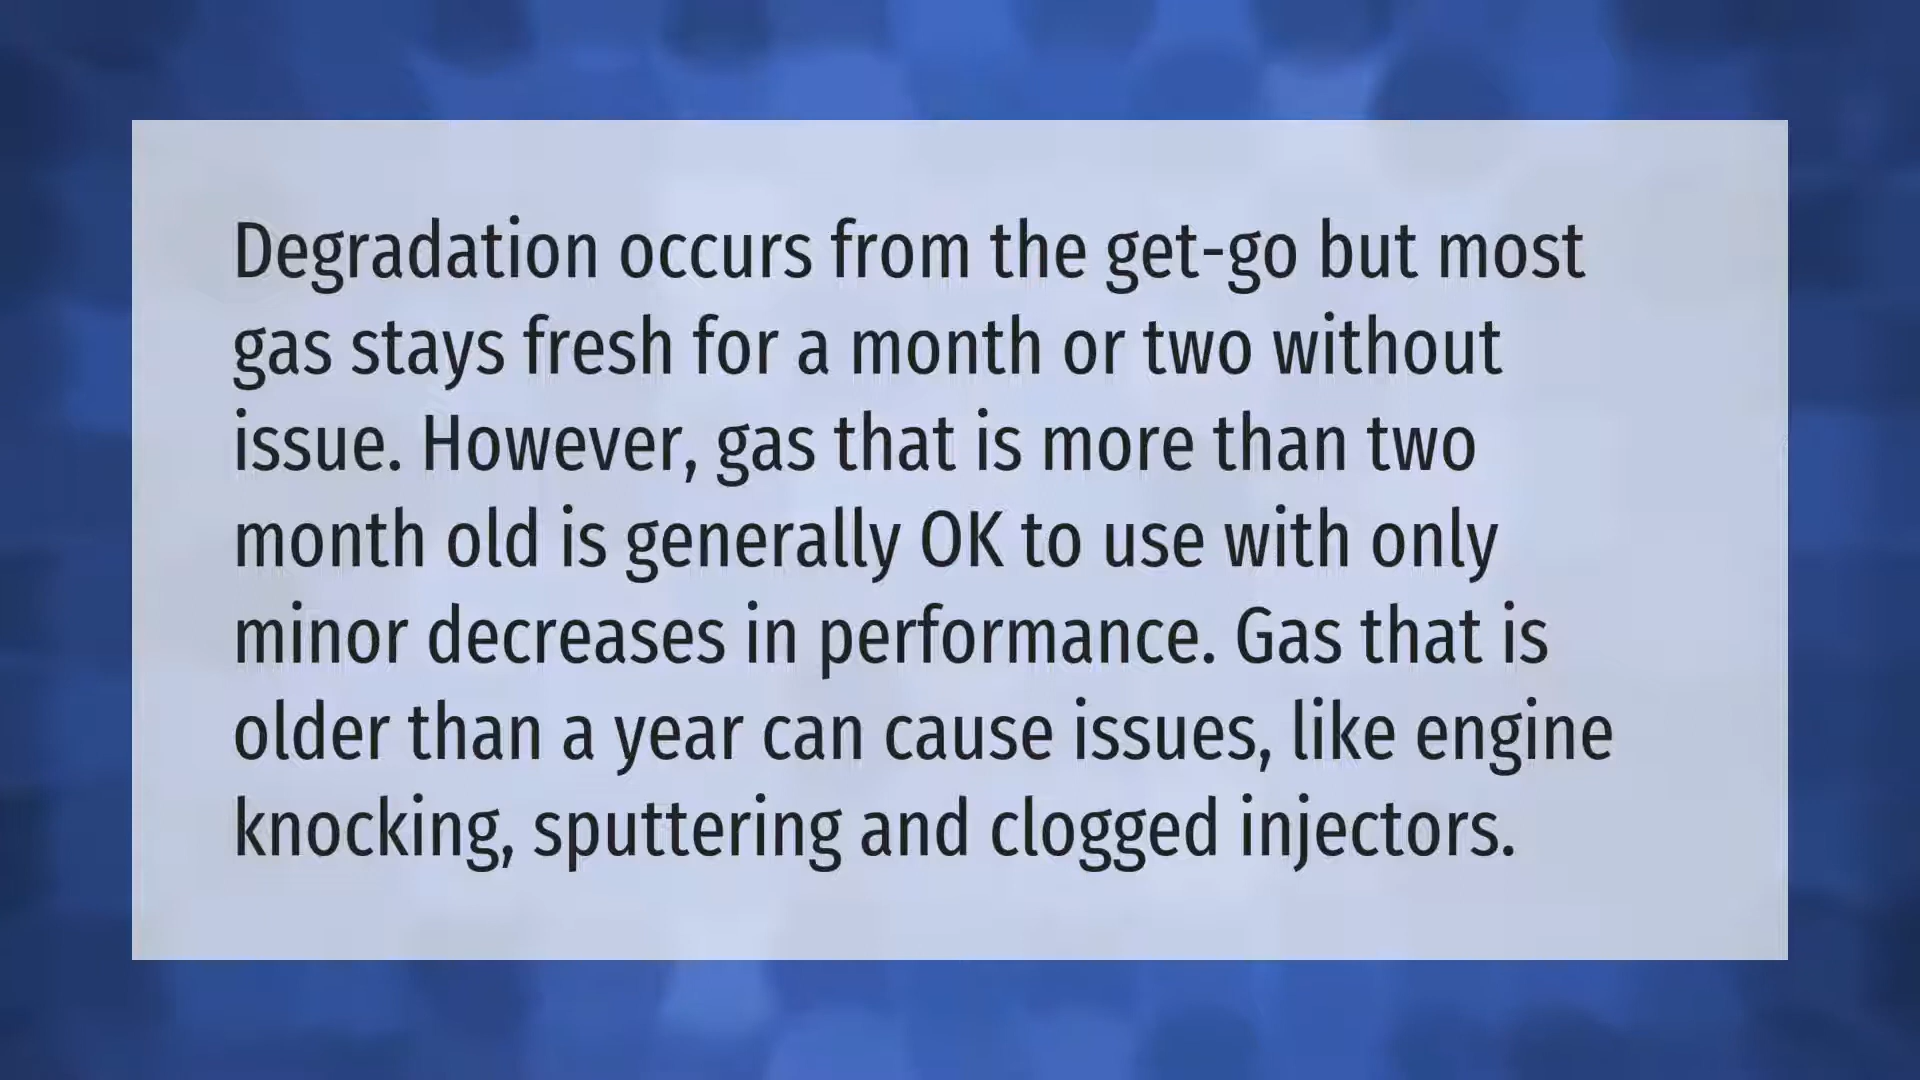 Degradation occurs from the get-go but most
gas stays fresh for a month or two without
issue. However, gas that is more than two
month old is generally OK to use with only
minor decreases in performance. Gas that is
older than a year can cause issues, like engine
knocking, sputtering and clogged injectors.